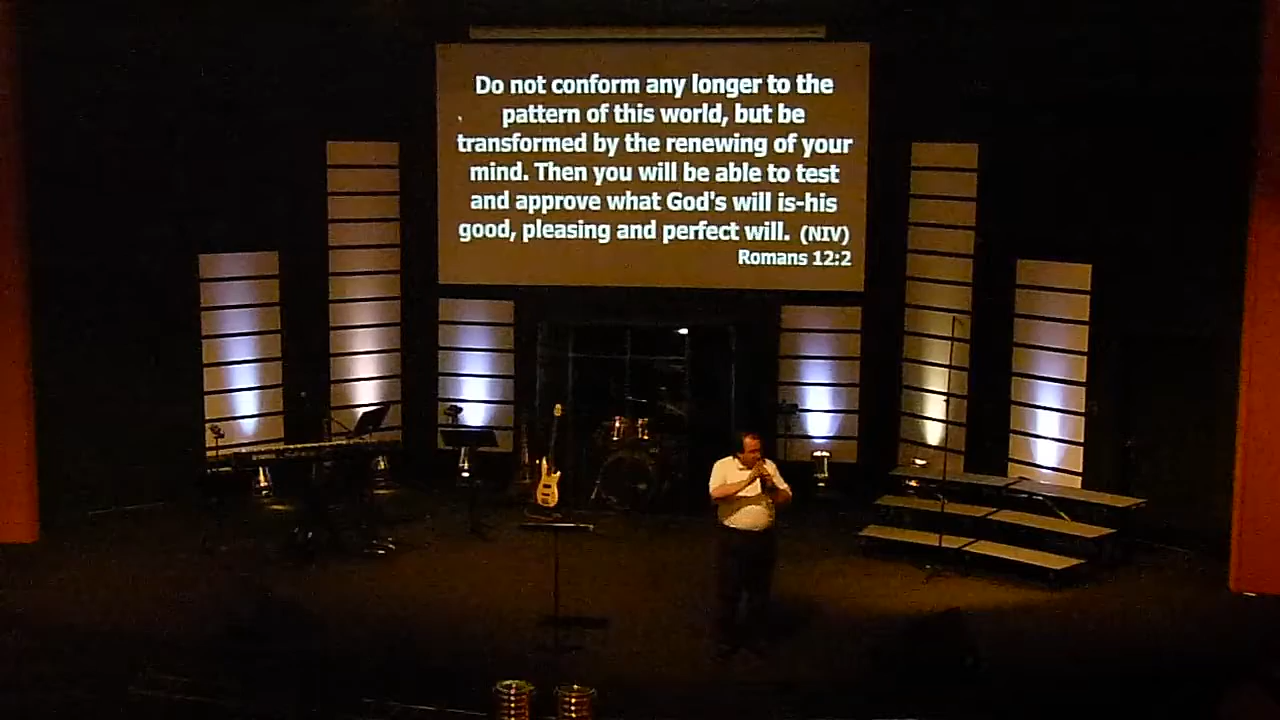 Do not conform any longer to the
pattern of this world, but be
transformed by the renewing of your
mind. Then you will be able to test
and approve what God's will is-his
good, pleasing and perfect will. (NIV)
Romans 12:2